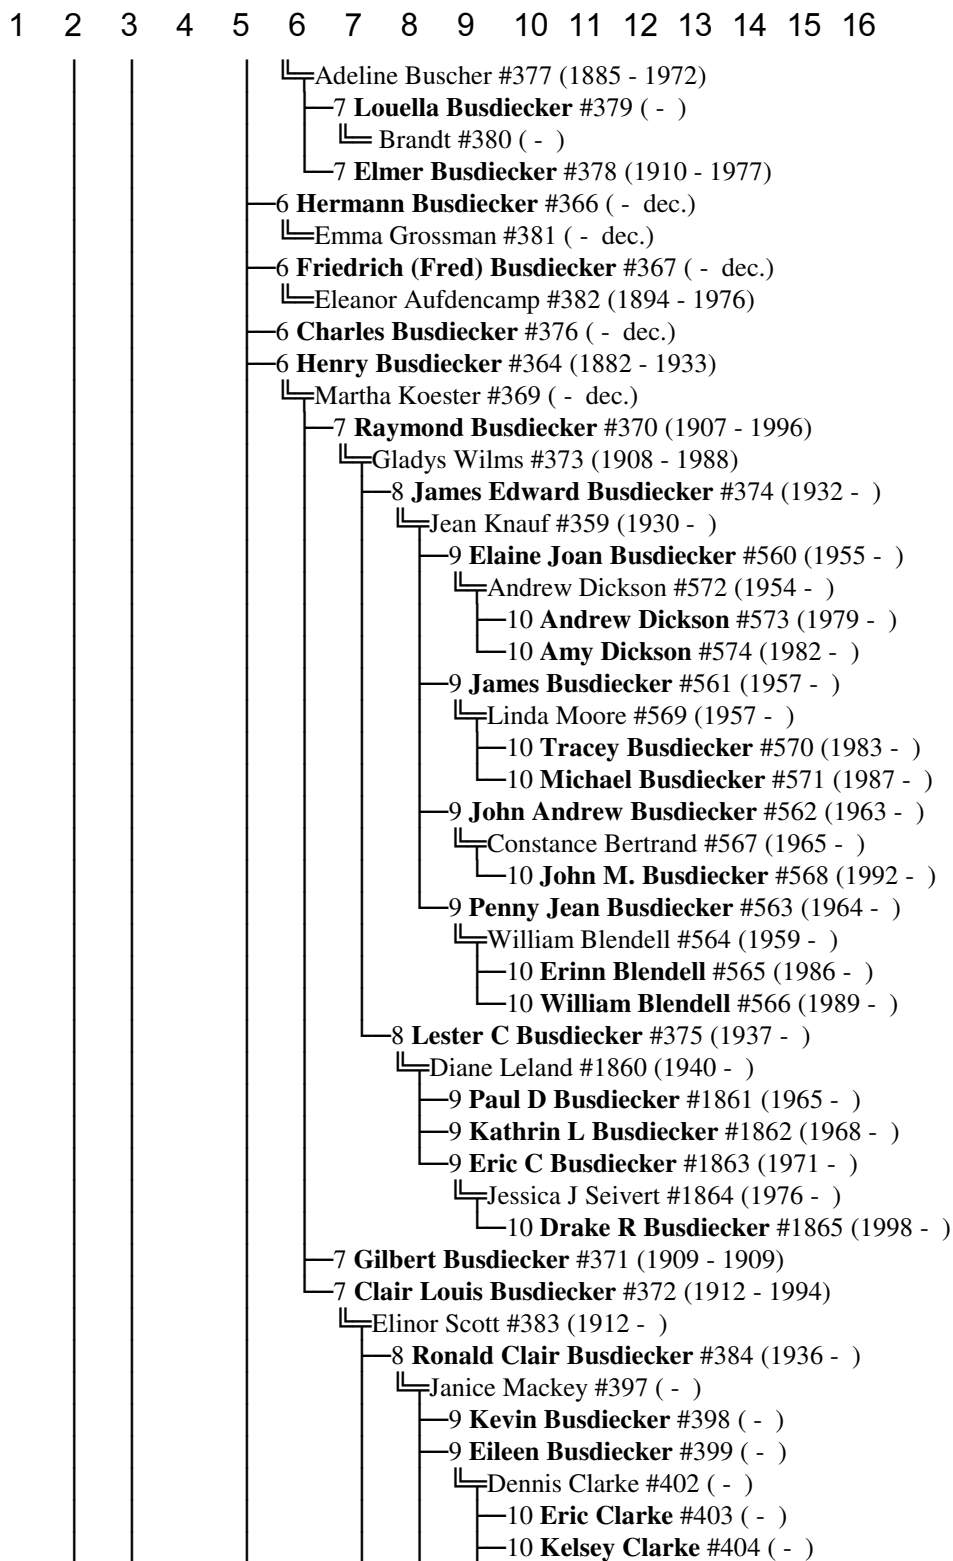 1 2 3 4 5 6 7 8 9 10 11 12 13 14 15 16
Adeline Buscher #377 (1885 - 1972)
7 Louella Busdiecker #379 ( - )
Brandt #380 ( - )
7 Elmer Busdiecker #378 (1910 - 1977)
6 Hermann Busdiecker #366 ( - dec.)
Emma Grossman #381 ( - dec.)
6 Friedrich (Fred) Busdiecker #367 ( - dec.)
Eleanor Aufdencamp #382 (1894 - 1976)
6 Charles Busdiecker #376 ( - dec.)
6 Henry Busdiecker #364 (1882 - 1933)
Martha Koester #369 ( - dec.)
7 Raymond Busdiecker #370 (1907 - 1996)
Gladys Wilms #373 (1908 - 1988)
8 James Edward Busdiecker #374 (1932 - )
Jean Knauf #359 (1930 - )
9 Elaine Joan Busdiecker #560 (1955 - )
Andrew Dickson #572 (1954 - )
10 Andrew Dickson #573 (1979 - )
10 Amy Dickson #574 (1982 - )
9 James Busdiecker #561 (1957 - )
Linda Moore #569 (1957 - )
10 Tracey Busdiecker #570 (1983 - )
10 Michael Busdiecker #571 (1987 - )
9 John Andrew Busdiecker #562 (1963 - )
Constance Bertrand #567 (1965 - )
10 John M. Busdiecker #568 (1992 - )
9 Penny Jean Busdiecker #563 (1964 - )
William Blendell #564 (1959 - )
10 Erinn Blendell #565 (1986 - )
10 William Blendell #566 (1989 - )
8 Lester C Busdiecker #375 (1937 - )
Diane Leland #1860 (1940 - )
9 Paul D Busdiecker #1861 (1965 - )
9 Kathrin L Busdiecker #1862 (1968 - )
9 Eric C Busdiecker #1863 (1971 - )
Jessica J Seivert #1864 (1976 - )
10 Drake R Busdiecker #1865 (1998 - )
7 Gilbert Busdiecker #371 (1909 - 1909)
7 Clair Louis Busdiecker #372 (1912 - 1994)
Elinor Scott #383 (1912 - )
8 Ronald Clair Busdiecker #384 (1936 - )
Janice Mackey #397 ( - )
9 Kevin Busdiecker #398 ( - )
9 Eileen Busdiecker #399 ( - )
Dennis Clarke #402 ( - )
10 Eric Clarke #403 ( - )
10 Kelsey Clarke #404 ( - )